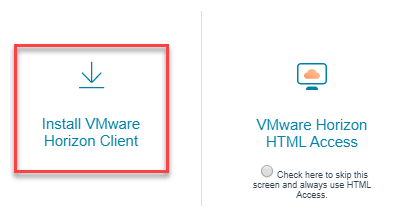 Install VMware
Horizon Client
VMware Horizon
HTML Access
Check here to skip this
screen and always use HTML
Access.